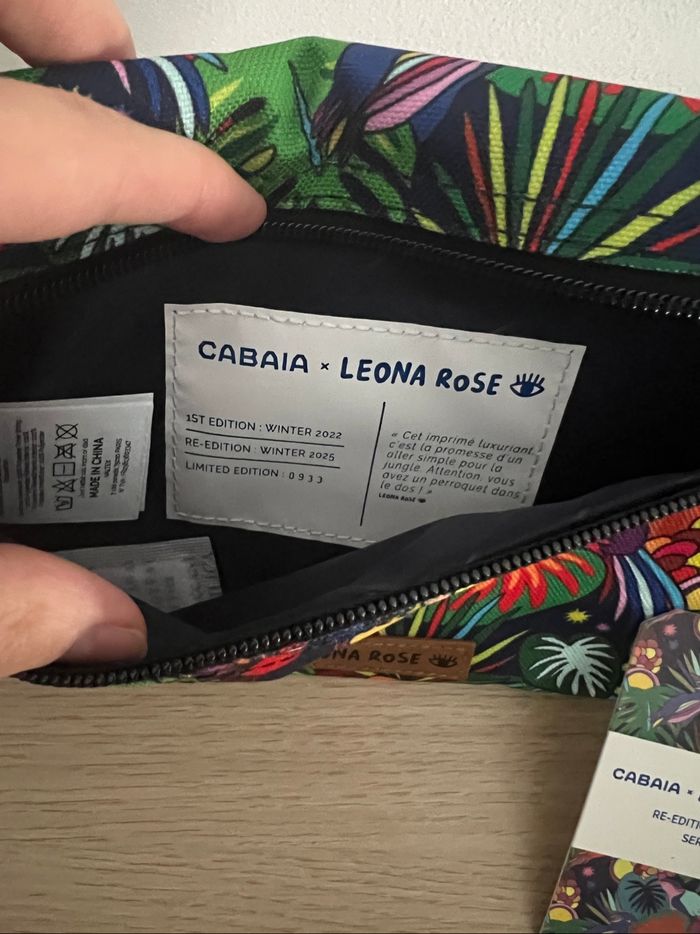 CABAIA × LEONA ROSE
1ST EDITION : WINTER 2022
RE-EDITION : WINTER 2025
LIMITED EDITION : 0933
« Cet imprimé luxuriant,
c'est la promesse d'un
aller simple pour la
jungle. Attention, vous
avez un perroquet dans
le dos ! »
LEONA ROSE
MADE IN CHINA
NA ROSE
CABAIA ×
RE-EDITI
SER